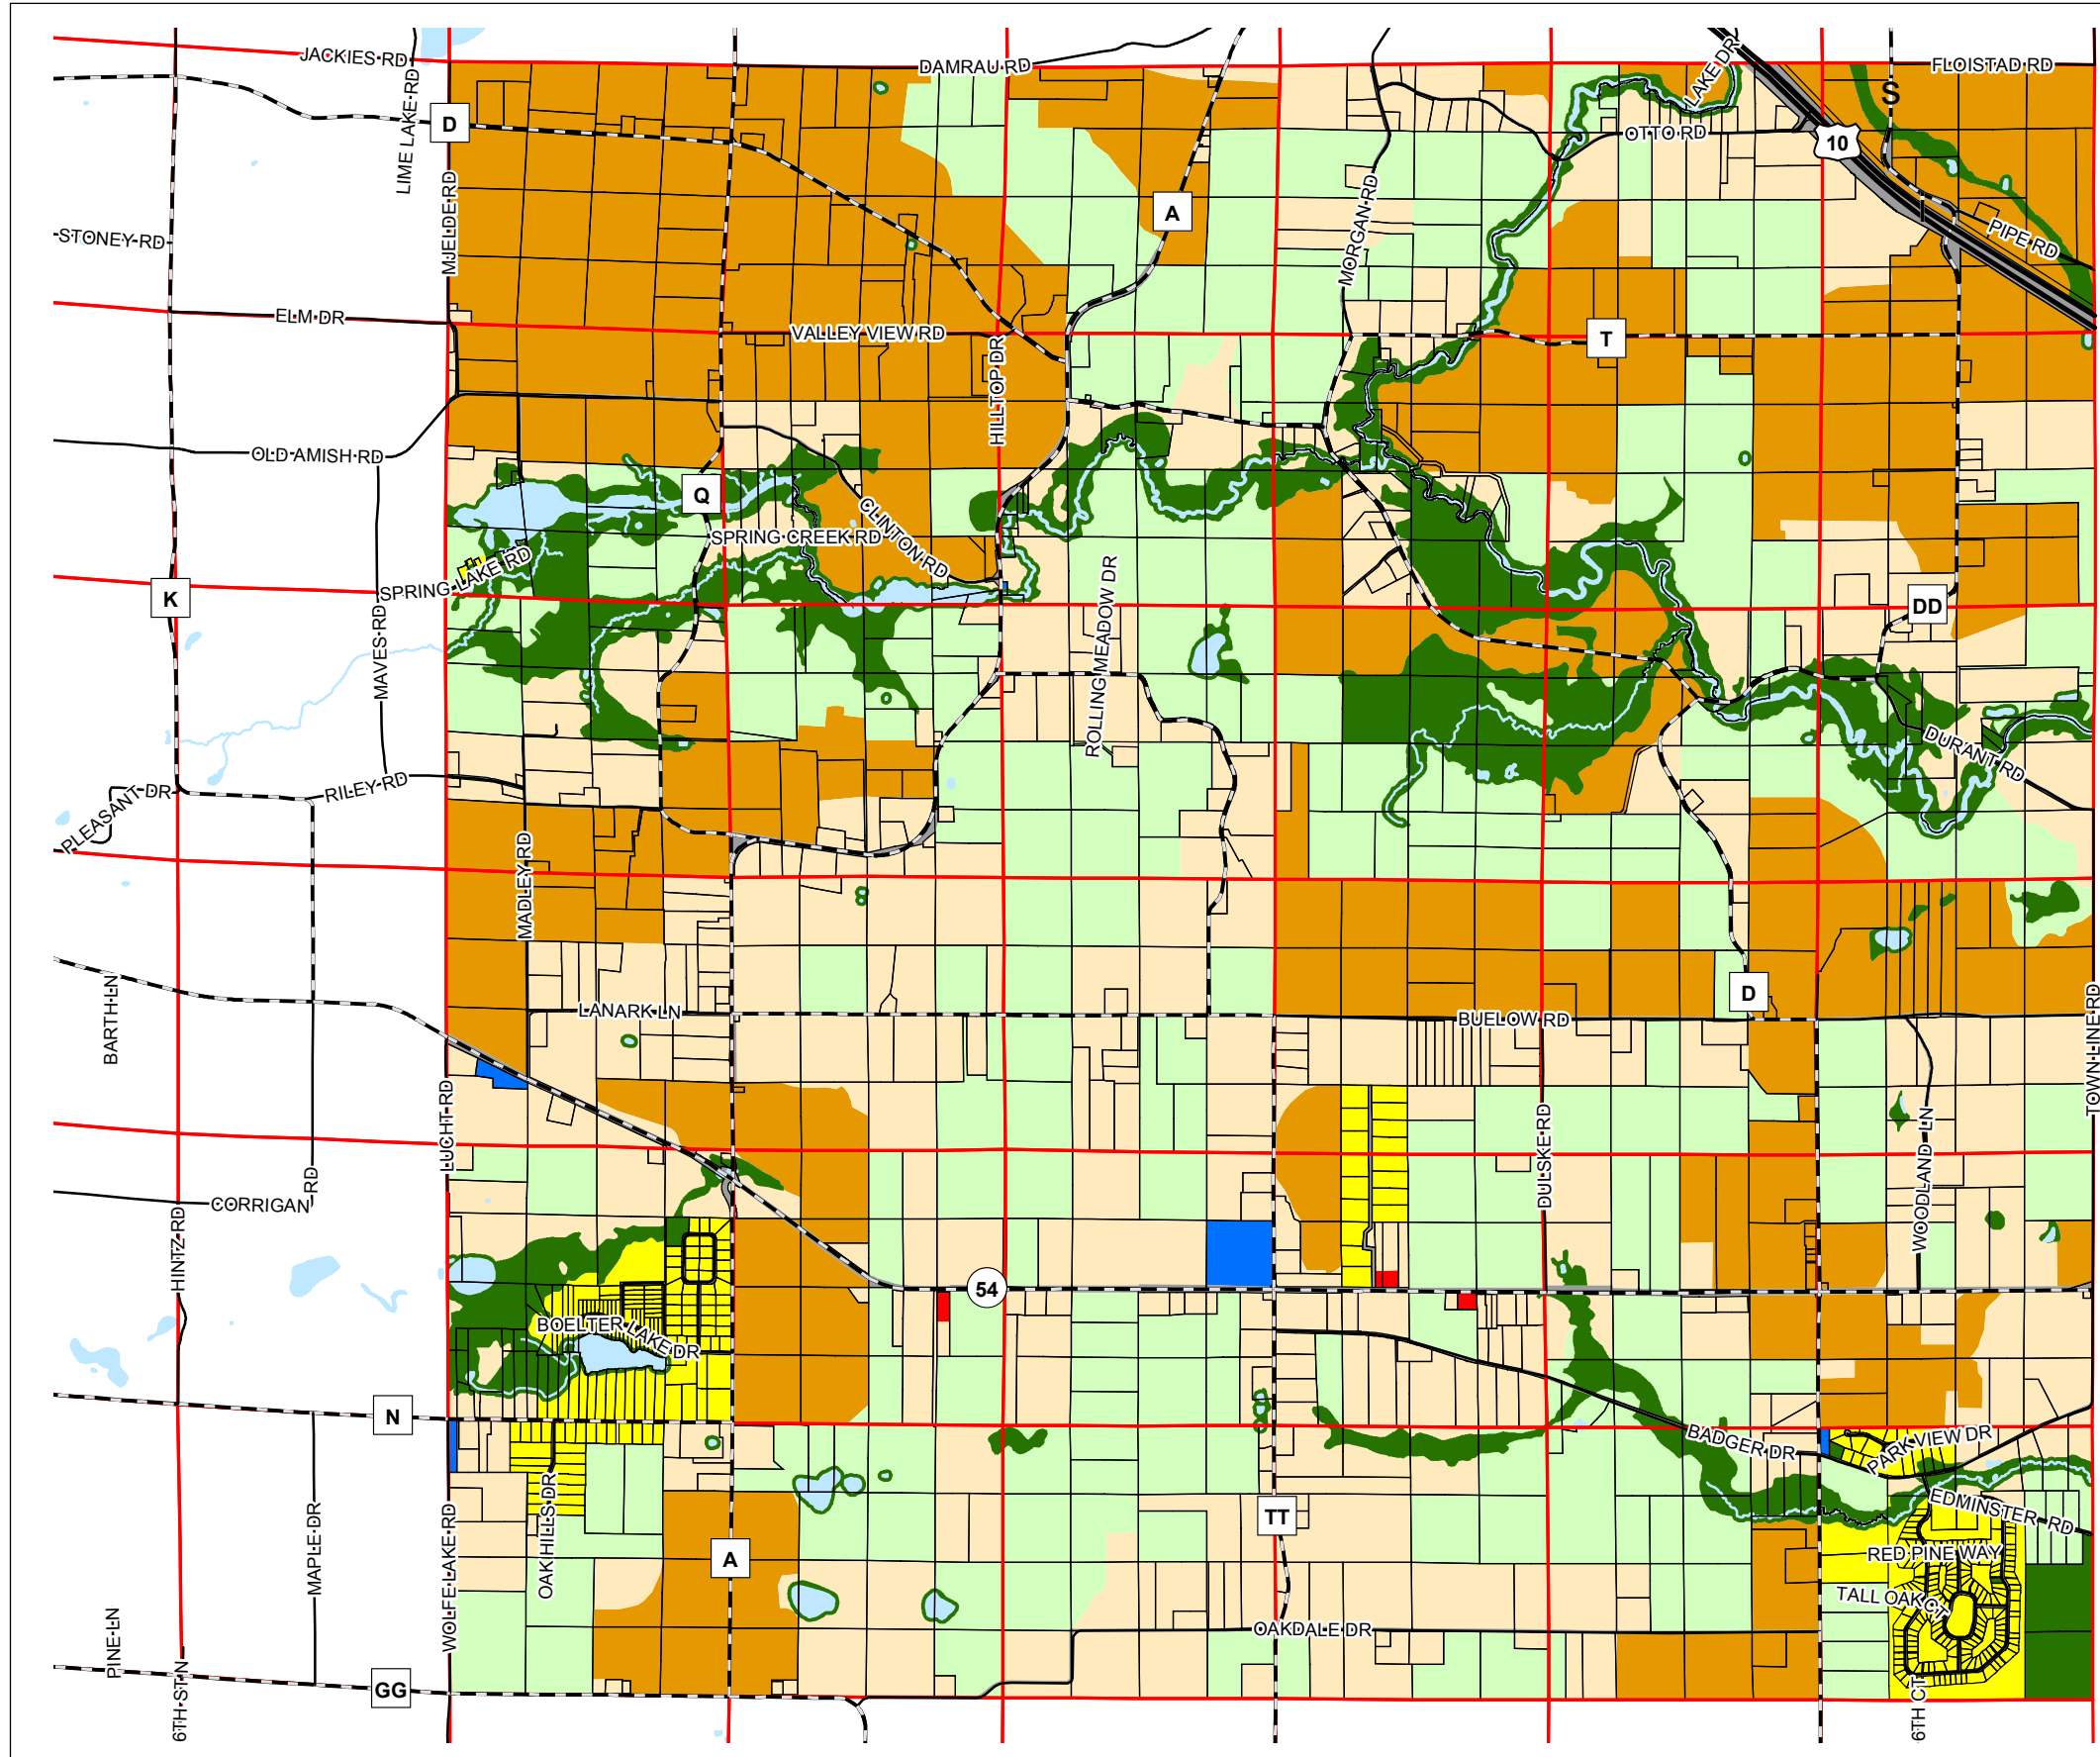 JACKIES RD
DAMRAU RD
LAKE DR
FLOISTAD RD
LIME LAKE RD
S
D
OTTO RD
10
STONEY RD
MJELDE RD
A
MORGAN RD
I
PIPE RD
ELM DR
VALLEY VIEW RD
HILLTOP DR
T
OLD AMISH RD
Q
CLINTON RD
SPRING CREEK RD
SPRING LAKE RD
K
MAVES RD
ROLLING MEADOW DR
DD
DURANT RD
PLEASANT DR
RILEY RD
MADLEY RD
BARTH LN
LANARK LN
BUELOW RD
D
TOWN LINE RD
LUCHT RD
DULSKE RD
WOODLAND LN
CORRIGAN RD
HINTZ RD
54
BOELTER LAKE DR
N
BADGER DR
PARK VIEW DR
MAPLE DR
WOLFE LAKE RD
OAK HILLS DR
A
TT
EDMINSTER RD
RED PINE WAY
TALL OAK CT
PINE LN
6TH ST N
GG
OAKDALE DR
6TH CT